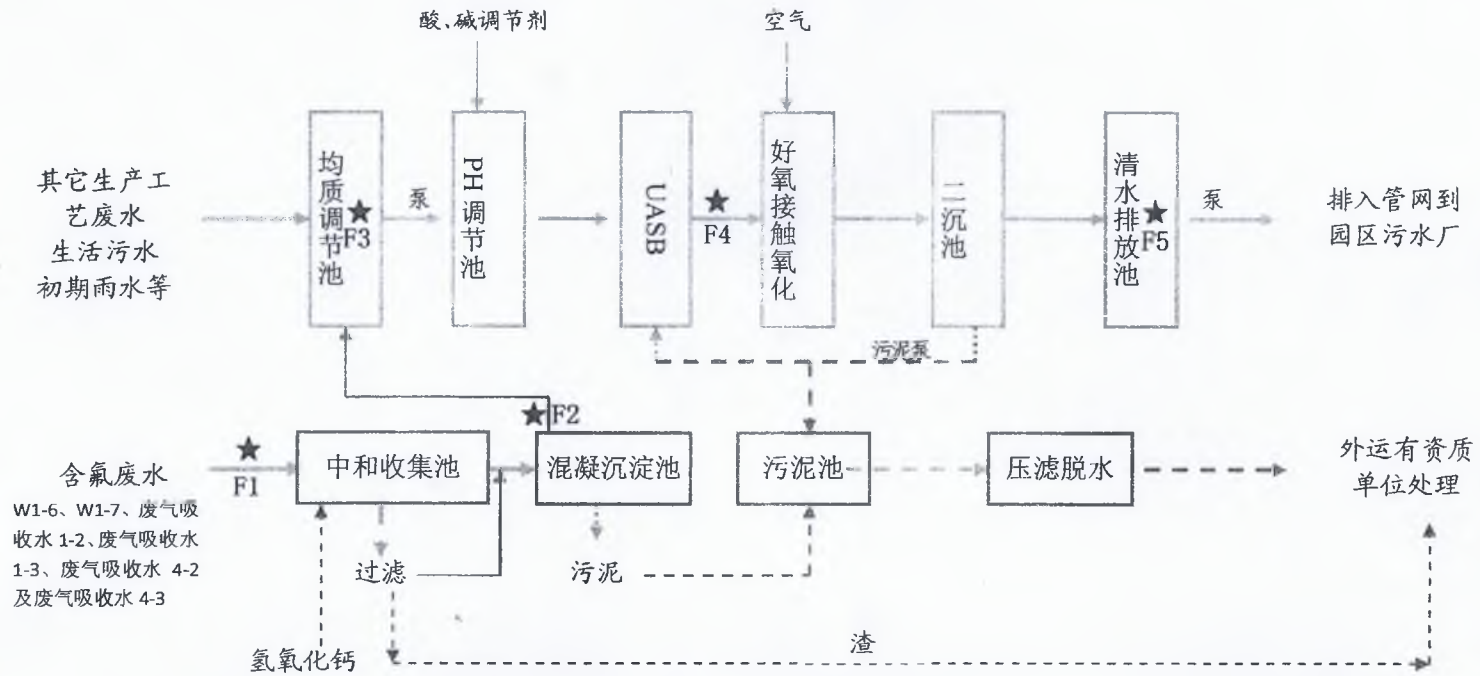 酸、碱调节剂
空气
其它生产工
艺废水
生活污水
初期雨水等
均质调节池
★
F3
泵
PH调节池
UASB
★
F4
好氧接触氧化
二沉池
清水排放池
★
F5
泵
排入管网到
园区污水厂
污泥泵
★F2
★
F1
含氟废水
W1-6、W1-7、废气吸
收水 1-2、废气吸收水
1-3、废气吸收水 4-2
及废气吸收水 4-3
中和收集池
混凝沉淀池
污泥池
压滤脱水
外运有资质
单位处理
过滤
污泥
氢氧化钙
渣